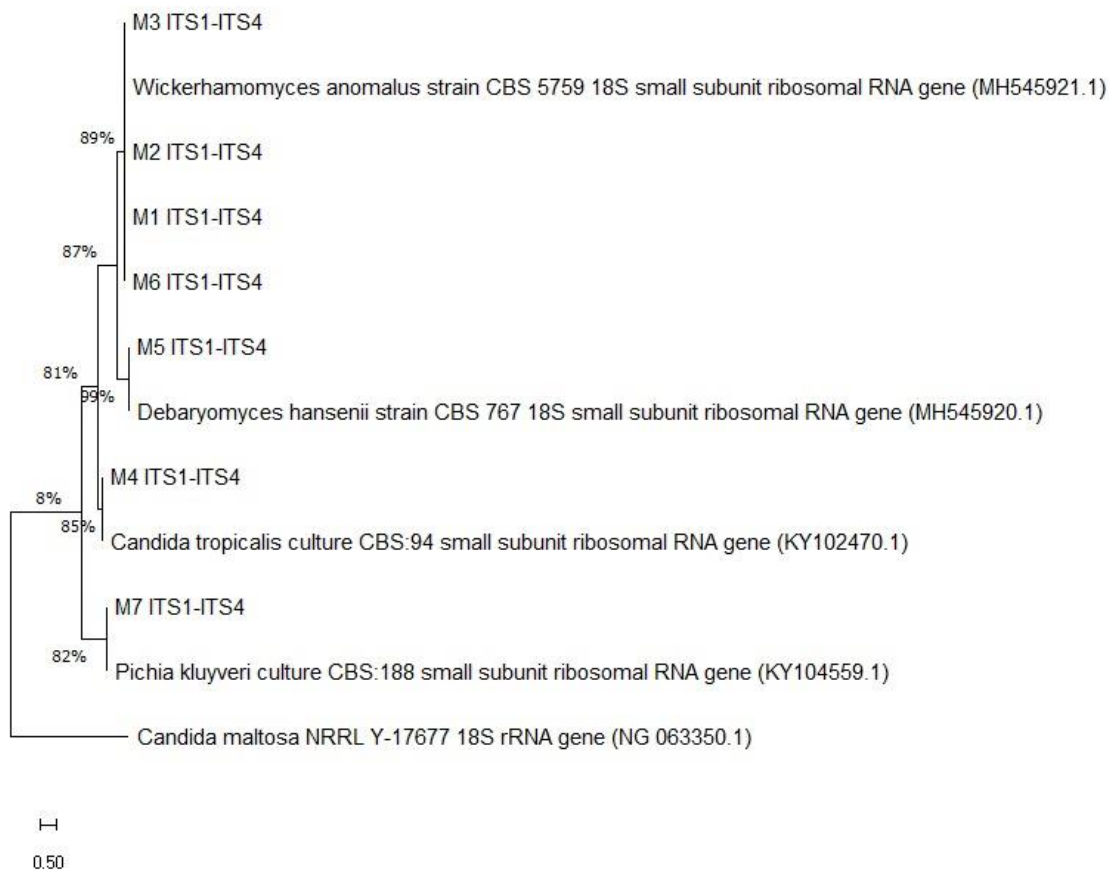 M3 ITS1-ITS4
Wickerhamomyces anomalus strain CBS 5759 18S small subunit ribosomal RNA gene (MH545921.1)
89%
M2 ITS1-ITS4
M1 ITS1-ITS4
87%
M6 ITS1-ITS4
M5 ITS1-ITS4
81%
99%
Debaryomyces hansenii strain CBS 767 18S small subunit ribosomal RNA gene (MH545920.1)
M4 ITS1-ITS4
8%
85%
Candida tropicalis culture CBS:94 small subunit ribosomal RNA gene (KY102470.1)
M7 ITS1-ITS4
82%
Pichia kluyveri culture CBS:188 small subunit ribosomal RNA gene (KY104559.1)
Candida maltosa NRRL Y-17677 18S rRNA gene (NG 063350.1)
0.50